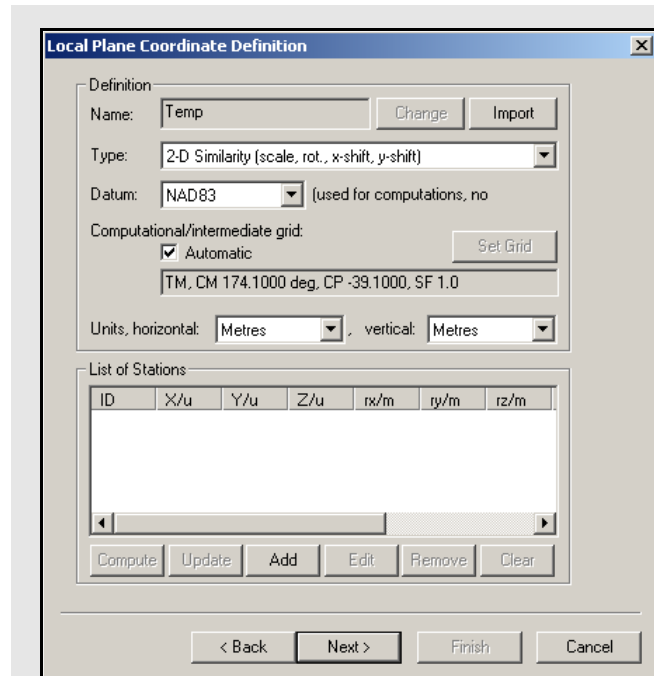 Local Plane Coordinate Definition
Definition
Name: Temp Change Import
Type: 2-D Similarity (scale, rot., x-shift, y-shift)
Datum: NAD83 (used for computations, no
Computational/intermediate grid:
Automatic Set Grid
TM, CM 174.1000 deg, CP -39.1000, SF 1.0
Units, horizontal: Metres , vertical: Metres
List of Stations
ID X/u Y/u Z/u rx/m ry/m rz/m
Compute Update Add Edit Remove Clear
< Back Next > Finish Cancel